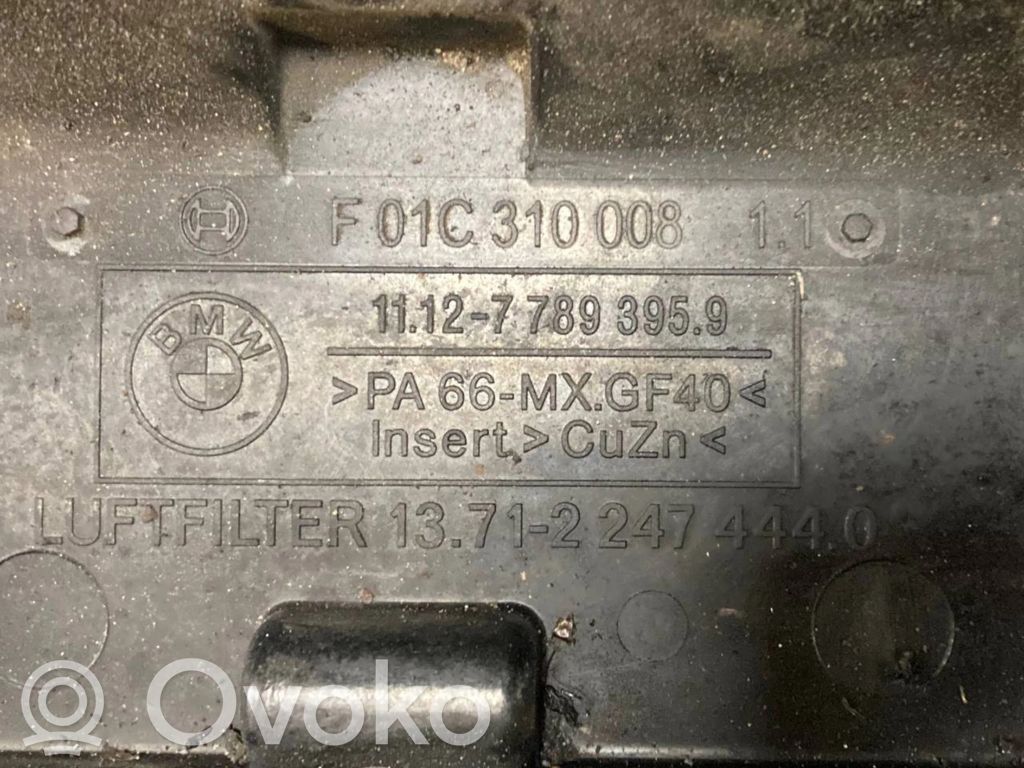 F 01C 310 008 1.1
BMW
11.12-7 789 395.9
>PA 66-MX.GF40<
Insert >CuZn<
LUFTFILTER 13.71-2 247 444.0
Ovoko